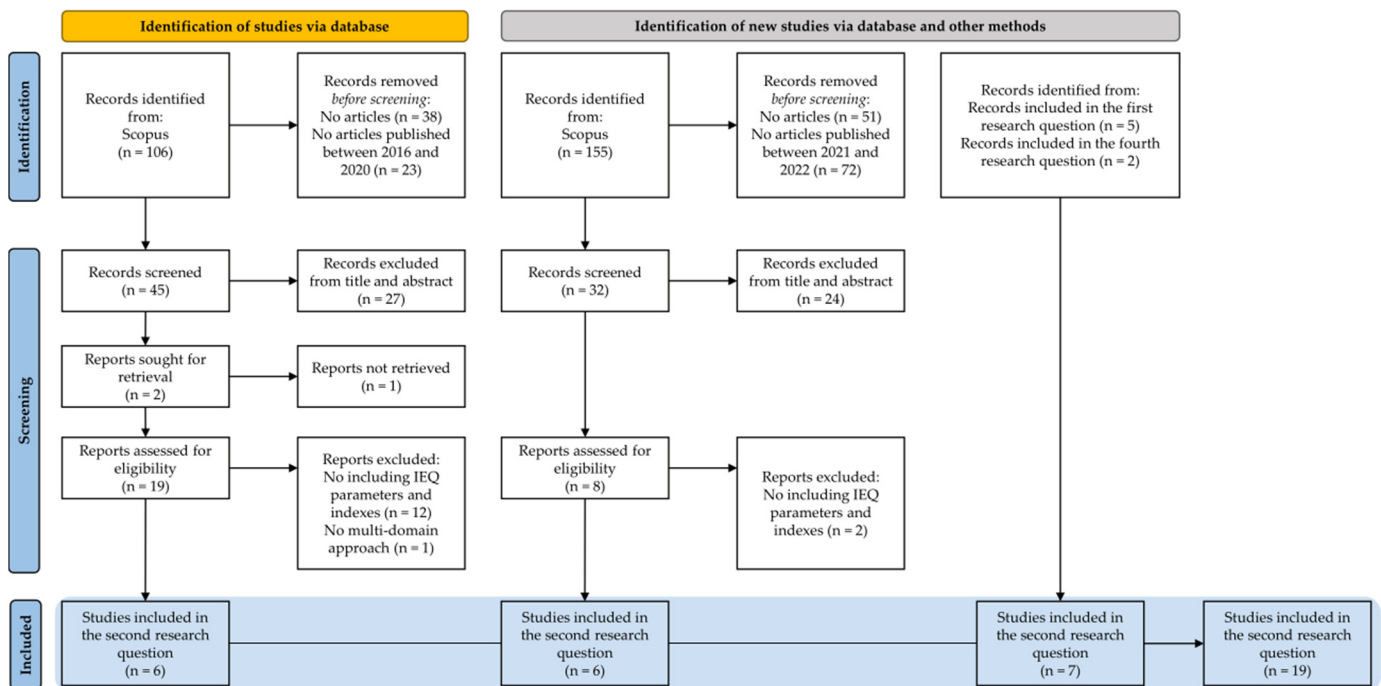 Identification of studies via database
Identification of new studies via database and other methods
Identification
Records identified
from:
Scopus
(n = 106)
Records removed
before screening:
No articles (n = 38)
No articles published
between 2016 and
2020 (n = 23)
Records identified
from:
Scopus
(n = 155)
Records removed
before screening:
No articles (n = 51)
No articles published
between 2021 and
2022 (n = 72)
Records identified from:
Records included in the first
research question (n = 5)
Records included in the fourth
research question (n = 2)
Screening
Records screened
(n = 45)
Records excluded
from title and abstract
(n = 27)
Records screened
(n = 32)
Records excluded
from title and abstract
(n = 24)
Reports sought for
retrieval
(n = 2)
Reports not retrieved
(n = 1)
Reports assessed for
eligibility
(n = 19)
Reports excluded:
No including IEQ
parameters and
indexes (n = 12)
No multi-domain
approach (n = 1)
Reports assessed for
eligibility
(n = 8)
Reports excluded:
No including IEQ
parameters and
indexes (n = 2)
Included
Studies included in
the second research
question
(n = 6)
Studies included in
the second research
question
(n = 6)
Studies included in
the second research
question
(n = 7)
Studies included in
the second research
question
(n = 19)